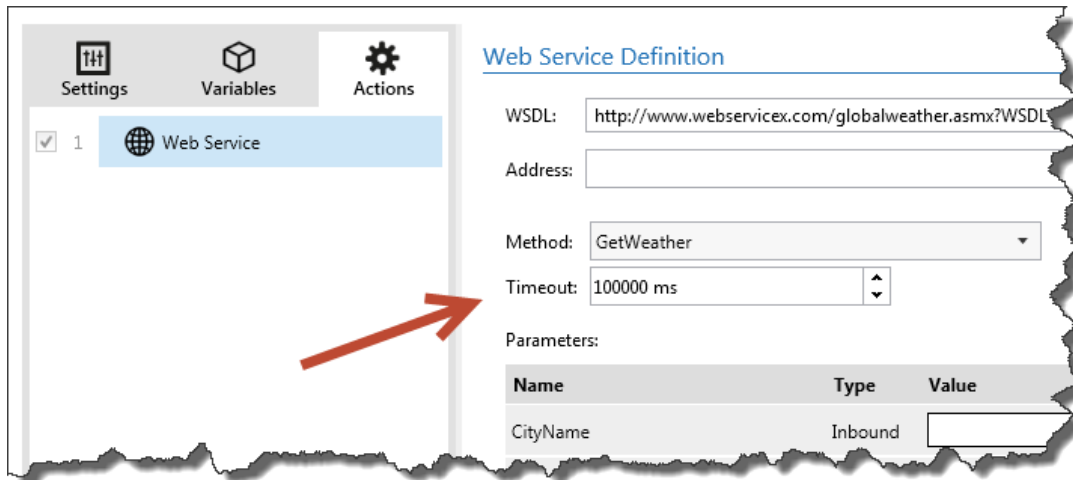 Settings Variables Actions
1 Web Service
Web Service Definition
WSDL: http://www.webservicex.com/globalweather.asmx?WSDL
Address:
Method: GetWeather
Timeout: 100000 ms
Parameters:
Name Type Value
CityName Inbound